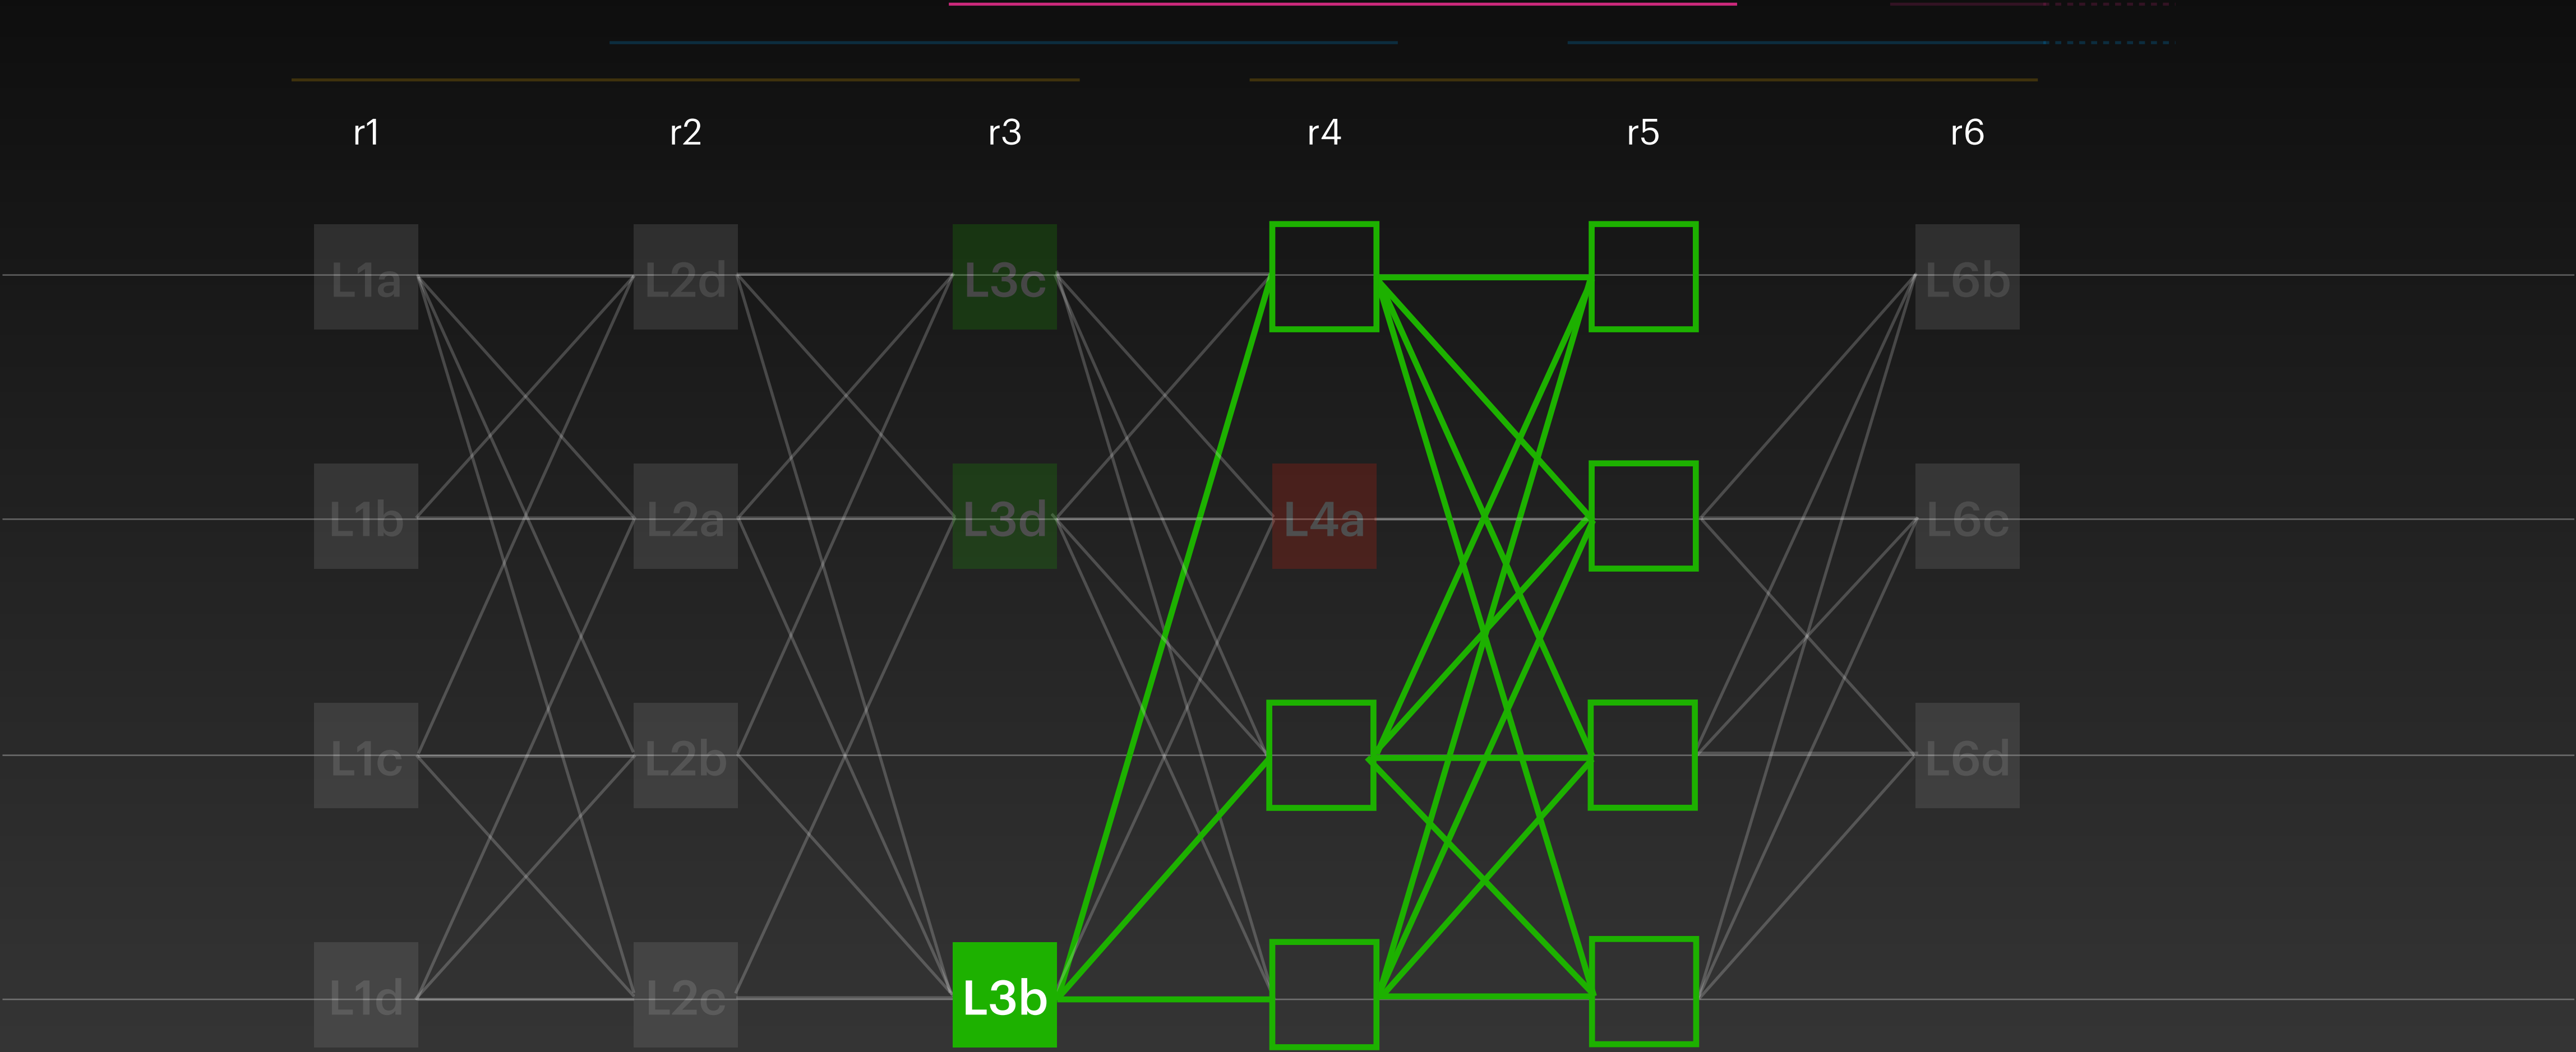 r1 r2 r3 r4 r5 r6
L1a L2d L3c L6b
L1b L2a L3d L4a L6c
L1c L2b L6d
L1d L2c L3b